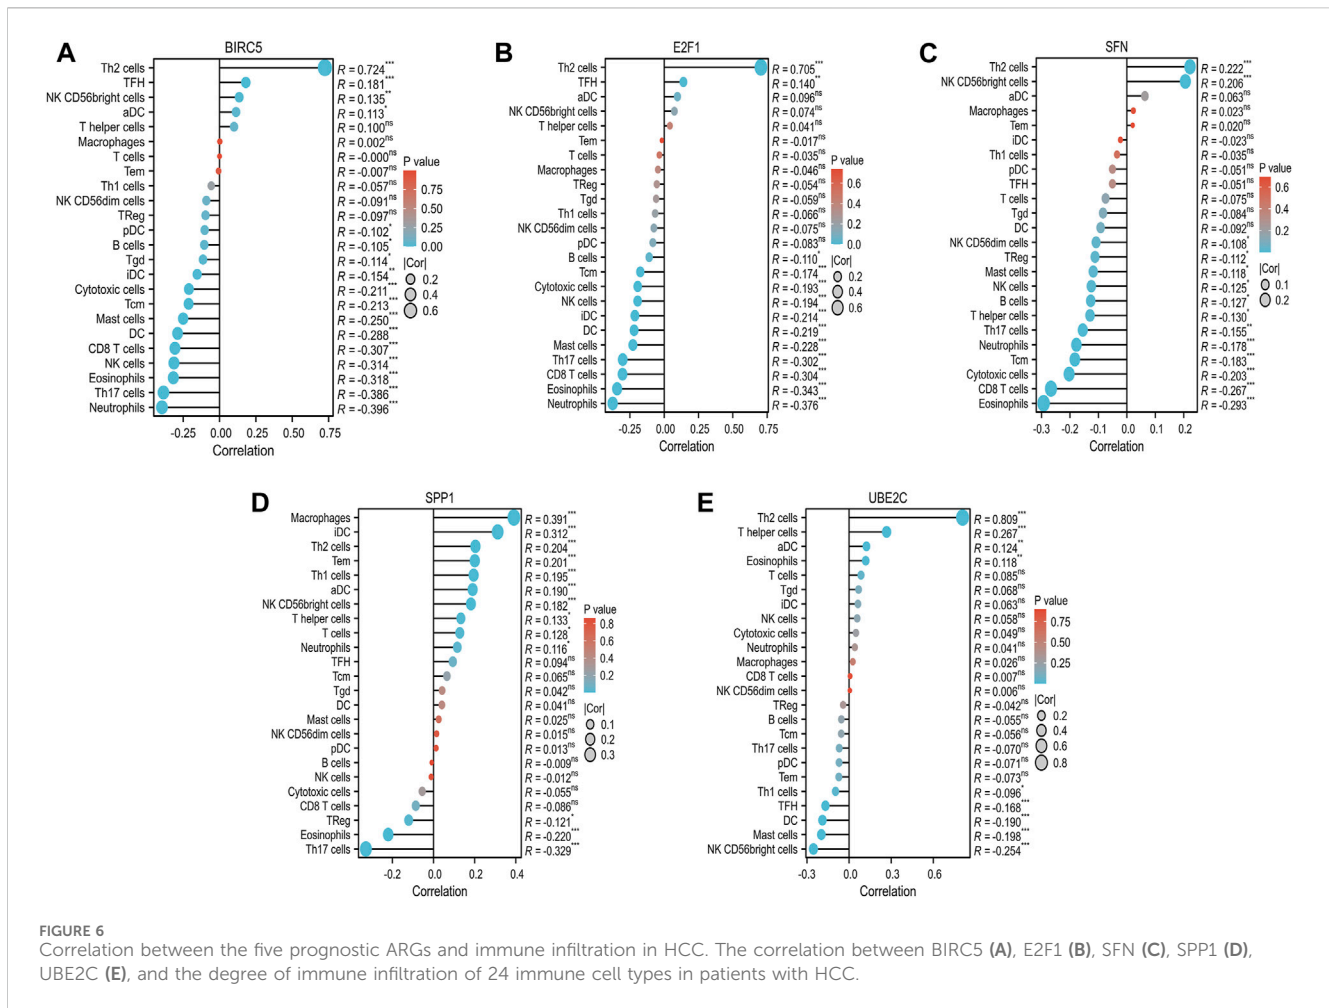 A
BIRC5
Th2 cells R = 0.724***
TFH R = 0.181***
NK CD56bright cells R = 0.135**
aDC R = 0.113*
T helper cells R = 0.100ns
Macrophages R = 0.002ns
T cells R = -0.000ns
Tem R = -0.007ns
Th1 cells R = -0.057ns
NK CD56dim cells R = -0.091ns
TReg R = -0.097ns
pDC R = -0.102*
B cells R = -0.105*
Tgd R = -0.114*
iDC R = -0.154**
Cytotoxic cells R = -0.211***
Tcm R = -0.213***
Mast cells R = -0.250***
DC R = -0.288***
CD8 T cells R = -0.307***
NK cells R = -0.314***
Eosinophils R = -0.318***
Th17 cells R = -0.386***
Neutrophils R = -0.396***
-0.25 0.00 0.25 0.50 0.75
Correlation
P value
0.75
0.50
0.25
0.00
|Cor|
0.2
0.4
0.6
B
E2F1
Th2 cells R = 0.705***
TFH R = 0.140**
aDC R = 0.096ns
NK CD56bright cells R = 0.074ns
T helper cells R = 0.041ns
Tem R = -0.017ns
T cells R = -0.035ns
Macrophages R = -0.046ns
TReg R = -0.054ns
Tgd R = -0.059ns
Th1 cells R = -0.066ns
NK CD56dim cells R = -0.075ns
pDC R = -0.083ns
B cells R = -0.110*
Tcm R = -0.174***
Cytotoxic cells R = -0.193***
NK cells R = -0.194***
iDC R = -0.214***
DC R = -0.219***
Mast cells R = -0.228***
Th17 cells R = -0.302***
CD8 T cells R = -0.304***
Eosinophils R = -0.343***
Neutrophils R = -0.376***
-0.25 0.00 0.25 0.50 0.75
Correlation
P value
0.6
0.4
0.2
0.0
|Cor|
0.2
0.4
0.6
C
SFN
Th2 cells R = 0.222***
NK CD56bright cells R = 0.206***
aDC R = 0.063ns
Macrophages R = 0.023ns
Tem R = 0.020ns
iDC R = -0.023ns
Th1 cells R = -0.035ns
pDC R = -0.051ns
TFH R = -0.051ns
T cells R = -0.075ns
Tgd R = -0.084ns
DC R = -0.092ns
NK CD56dim cells R = -0.108*
TReg R = -0.112*
Mast cells R = -0.118*
NK cells R = -0.125*
B cells R = -0.127*
T helper cells R = -0.130*
Th17 cells R = -0.155**
Neutrophils R = -0.178***
Tcm R = -0.183***
Cytotoxic cells R = -0.203***
CD8 T cells R = -0.267***
Eosinophils R = -0.293***
-0.3 -0.2 -0.1 0.0 0.1 0.2
Correlation
P value
0.6
0.4
0.2
|Cor|
0.1
0.2
D
SPP1
Macrophages R = 0.391***
iDC R = 0.312***
Th2 cells R = 0.204***
Tem R = 0.201***
Th1 cells R = 0.195***
aDC R = 0.190***
NK CD56bright cells R = 0.182***
T helper cells R = 0.133*
T cells R = 0.128*
Neutrophils R = 0.116*
TFH R = 0.094ns
Tcm R = 0.065ns
Tgd R = 0.042ns
DC R = 0.041ns
Mast cells R = 0.025ns
NK CD56dim cells R = 0.015ns
pDC R = 0.013ns
B cells R = -0.009ns
NK cells R = -0.012ns
Cytotoxic cells R = -0.055ns
CD8 T cells R = -0.086ns
TReg R = -0.121*
Eosinophils R = -0.220***
Th17 cells R = -0.329***
-0.2 0.0 0.2 0.4
Correlation
P value
0.8
0.6
0.4
0.2
|Cor|
0.1
0.2
0.3
E
UBE2C
Th2 cells R = 0.809***
T helper cells R = 0.267***
aDC R = 0.124**
Eosinophils R = 0.118**
T cells R = 0.085ns
Tgd R = 0.068ns
iDC R = 0.063ns
NK cells R = 0.058ns
Cytotoxic cells R = 0.049ns
Neutrophils R = 0.041ns
Macrophages R = 0.026ns
CD8 T cells R = 0.007ns
NK CD56dim cells R = 0.006ns
TReg R = -0.042ns
B cells R = -0.055ns
Tcm R = -0.056ns
Th17 cells R = -0.070ns
pDC R = -0.071ns
Tem R = -0.073ns
Th1 cells R = -0.096*
TFH R = -0.168***
DC R = -0.190***
Mast cells R = -0.198***
NK CD56bright cells R = -0.254***
-0.3 0.0 0.3 0.6
Correlation
P value
0.75
0.50
0.25
|Cor|
0.2
0.4
0.6
0.8
FIGURE 6
Correlation between the five prognostic ARGs and immune infiltration in HCC. The correlation between BIRC5 (A), E2F1 (B), SFN (C), SPP1 (D),
UBE2C (E), and the degree of immune infiltration of 24 immune cell types in patients with HCC.